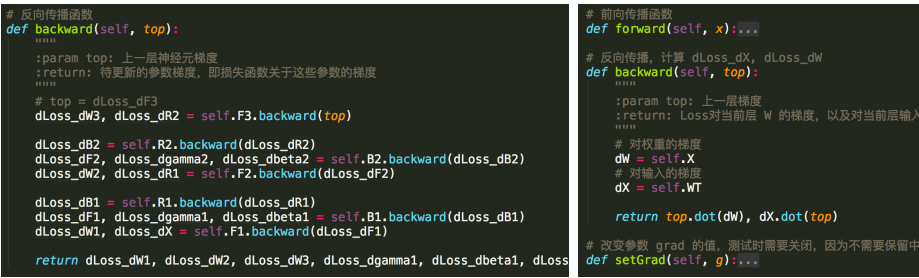 # 反向传播函数
def backward(self, top):
"""
:param top: 上一层神经元梯度
:return: 待更新的参数梯度，即损失函数关于这些参数的梯度
"""
# top = dLoss_dF3
dLoss_dW3, dLoss_dR2 = self.F3.backward(top)
dLoss_dB2 = self.R2.backward(dLoss_dR2)
dLoss_dF2, dLoss_dgamma2, dLoss_dbeta2 = self.B2.backward(dLoss_dB2)
dLoss_dW2, dLoss_dR1 = self.F2.backward(dLoss_dF2)
dLoss_dB1 = self.R1.backward(dLoss_dR1)
dLoss_dF1, dLoss_dgamma1, dLoss_dbeta1 = self.B1.backward(dLoss_dB1)
dLoss_dW1, dLoss_dX = self.F1.backward(dLoss_dF1)
return dLoss_dW1, dLoss_dW2, dLoss_dW3, dLoss_dgamma1, dLoss_dbeta1, dLoss
# 前向传播函数
def forward(self, x):...
# 反向传播，计算 dLoss_dX, dLoss_dW
def backward(self, top):
"""
:param top: 上一层梯度
:return: Loss对当前层 W 的梯度，以及对当前层输入
"""
# 对权重的梯度
dW = self.X
# 对输入的梯度
dX = self.WT
return top.dot(dW), dX.dot(top)
# 改变参数 grad 的值，测试时需要关闭，因为不需要保留中
def setGrad(self, g):...